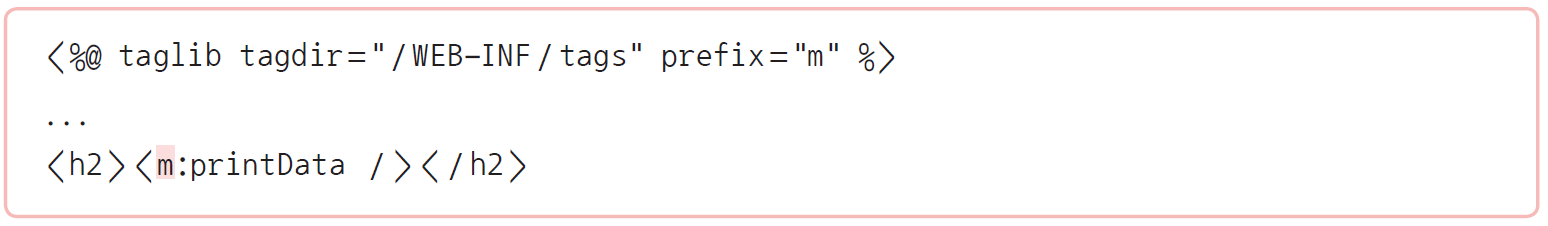 <%@ taglib tagdir="/WEB-INF/tags" prefix="m" %>
...
<h2><m:printData /></h2>